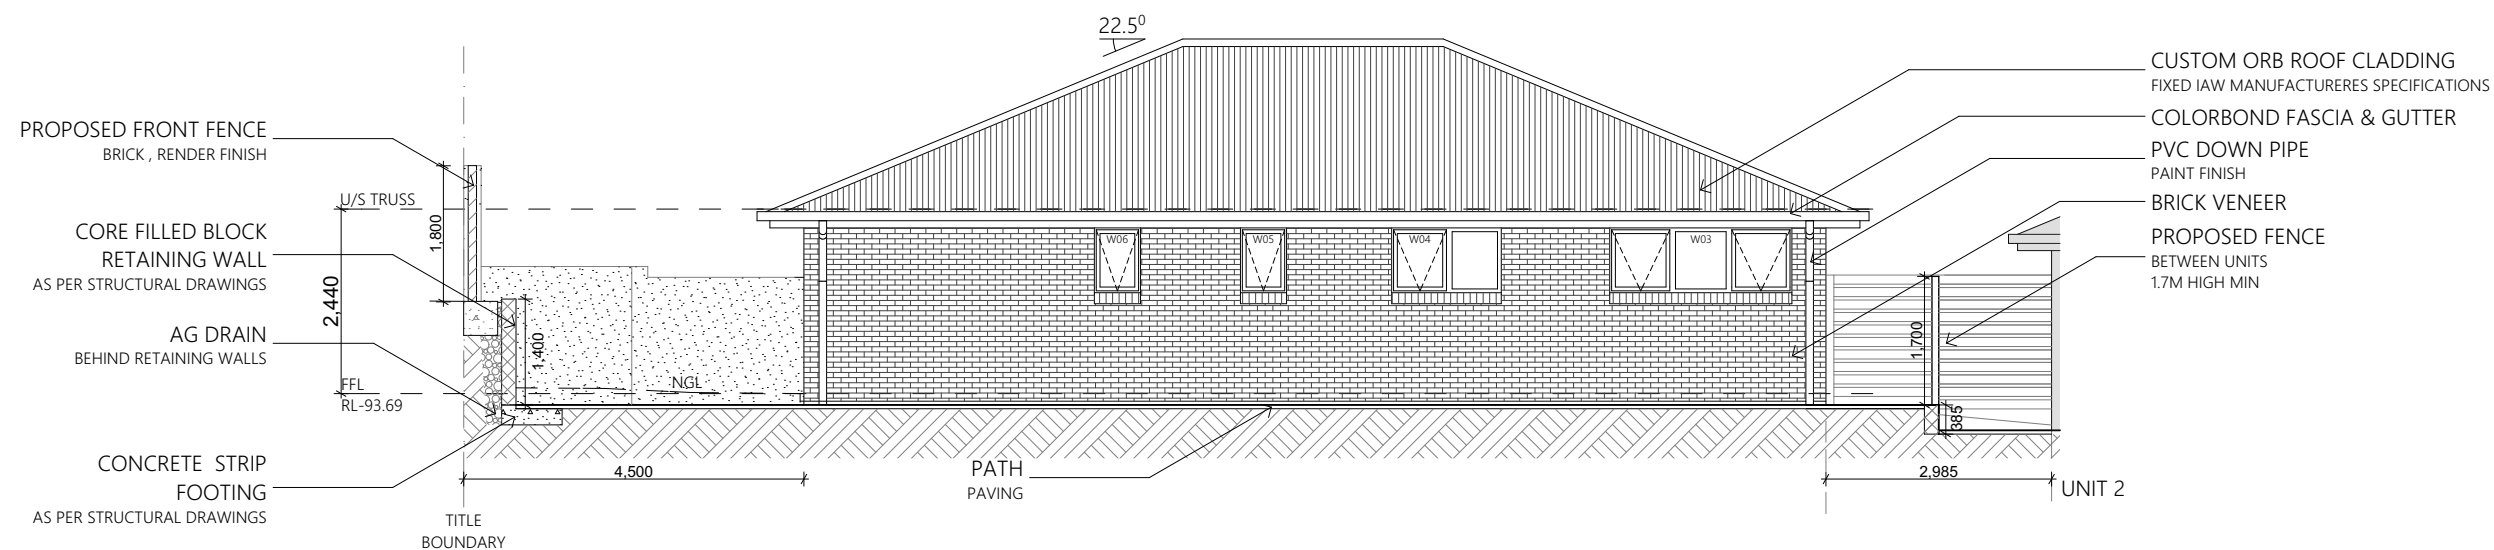 22.5⁰
PROPOSED FRONT FENCE
BRICK , RENDER FINISH
U/S TRUSS
1,800
CORE FILLED BLOCK
RETAINING WALL
AS PER STRUCTURAL DRAWINGS
2,440
AG DRAIN
BEHIND RETAINING WALLS
1,400
FFL
RL-93.69
NGL
CONCRETE STRIP
FOOTING
AS PER STRUCTURAL DRAWINGS
4,500
TITLE
BOUNDARY
PATH
PAVING
W06
W05
W04
W03
CUSTOM ORB ROOF CLADDING
FIXED IAW MANUFACTURERES SPECIFICATIONS
COLORBOND FASCIA & GUTTER
PVC DOWN PIPE
PAINT FINISH
BRICK VENEER
PROPOSED FENCE
BETWEEN UNITS
1.7M HIGH MIN
1,700
385
2,985
UNIT 2